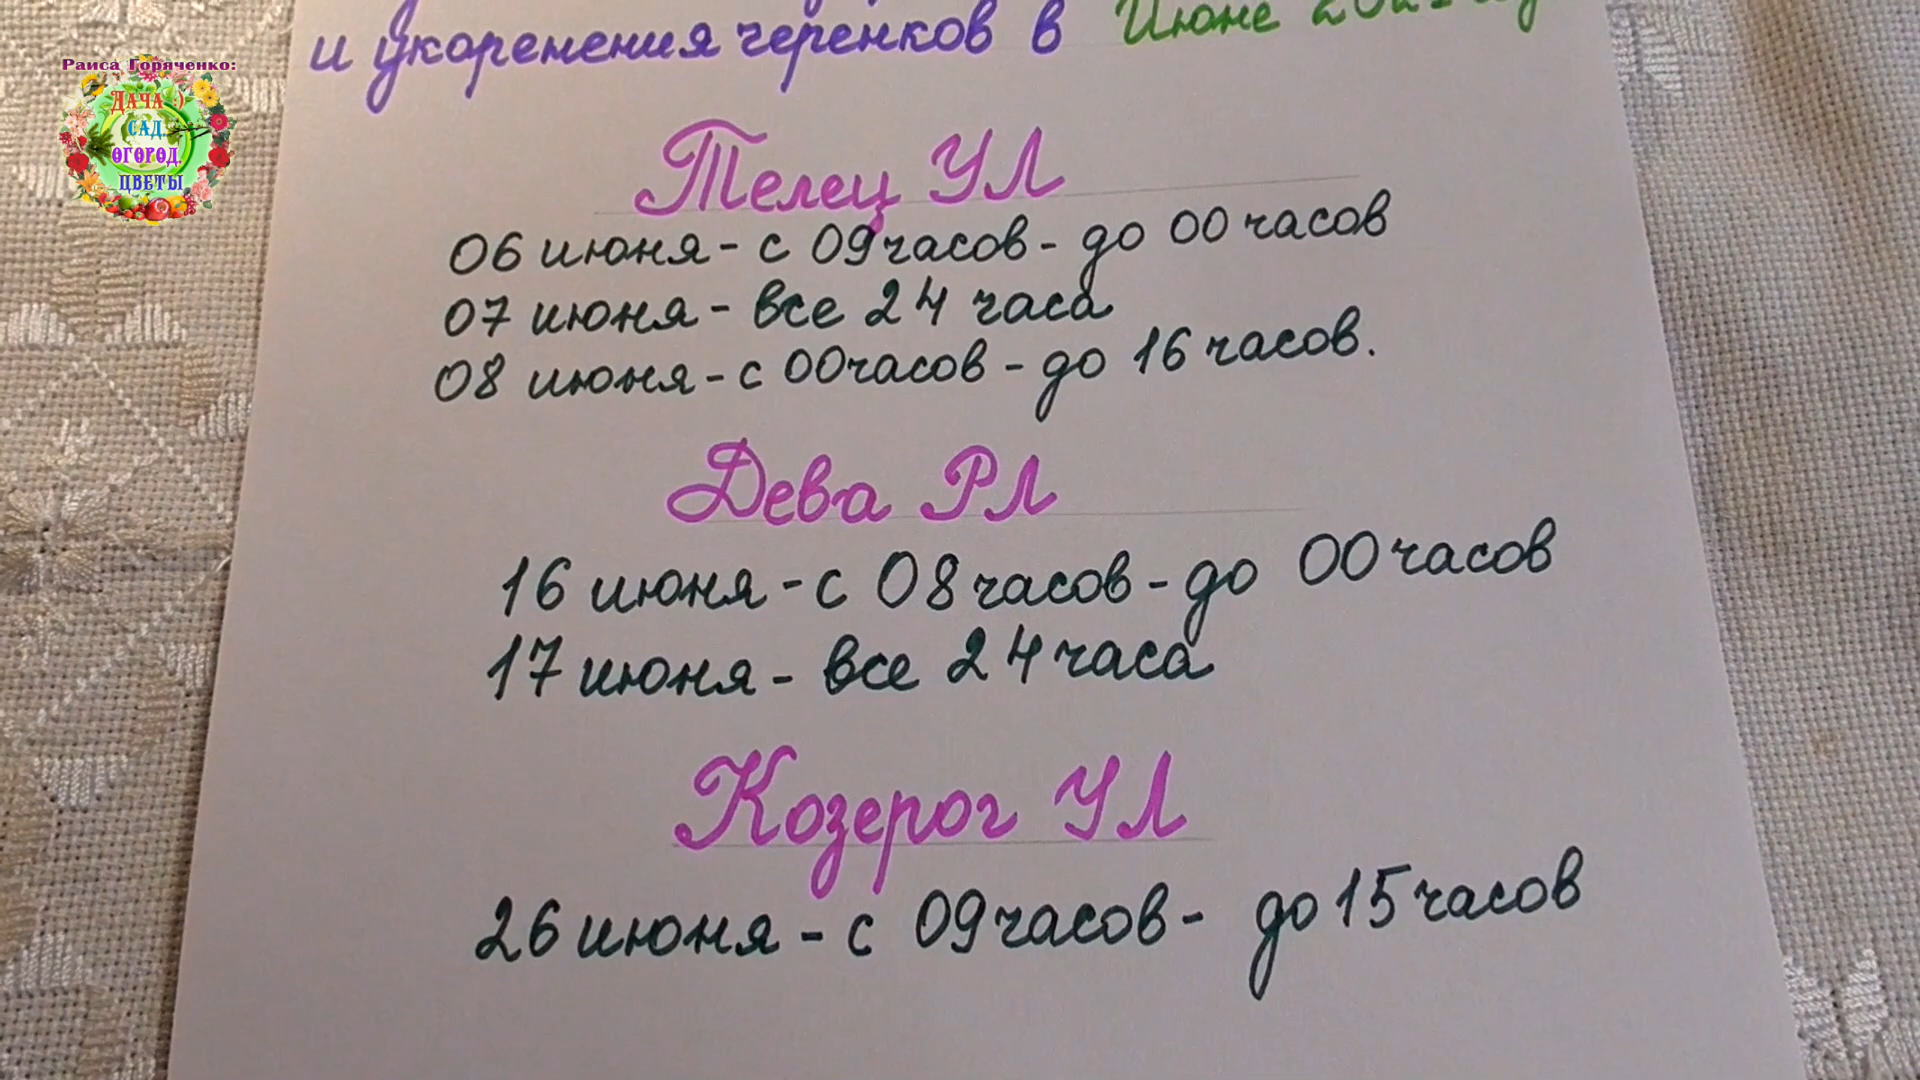 Раиса Горяченко:
ДАЧА :)
САД.
ОГОРОД.
ЦВЕТЫ
и укоренения черенков в Июне
Телец УЛ
06 июня - с 09 часов - до 00 часов
07 июня - все 24 часа
08 июня - с 00 часов - до 16 часов.
Дева РЛ
16 июня - с 08 часов - до 00 часов
17 июня - все 24 часа
Козерог УЛ
26 июня - с 09 часов - до 15 часов